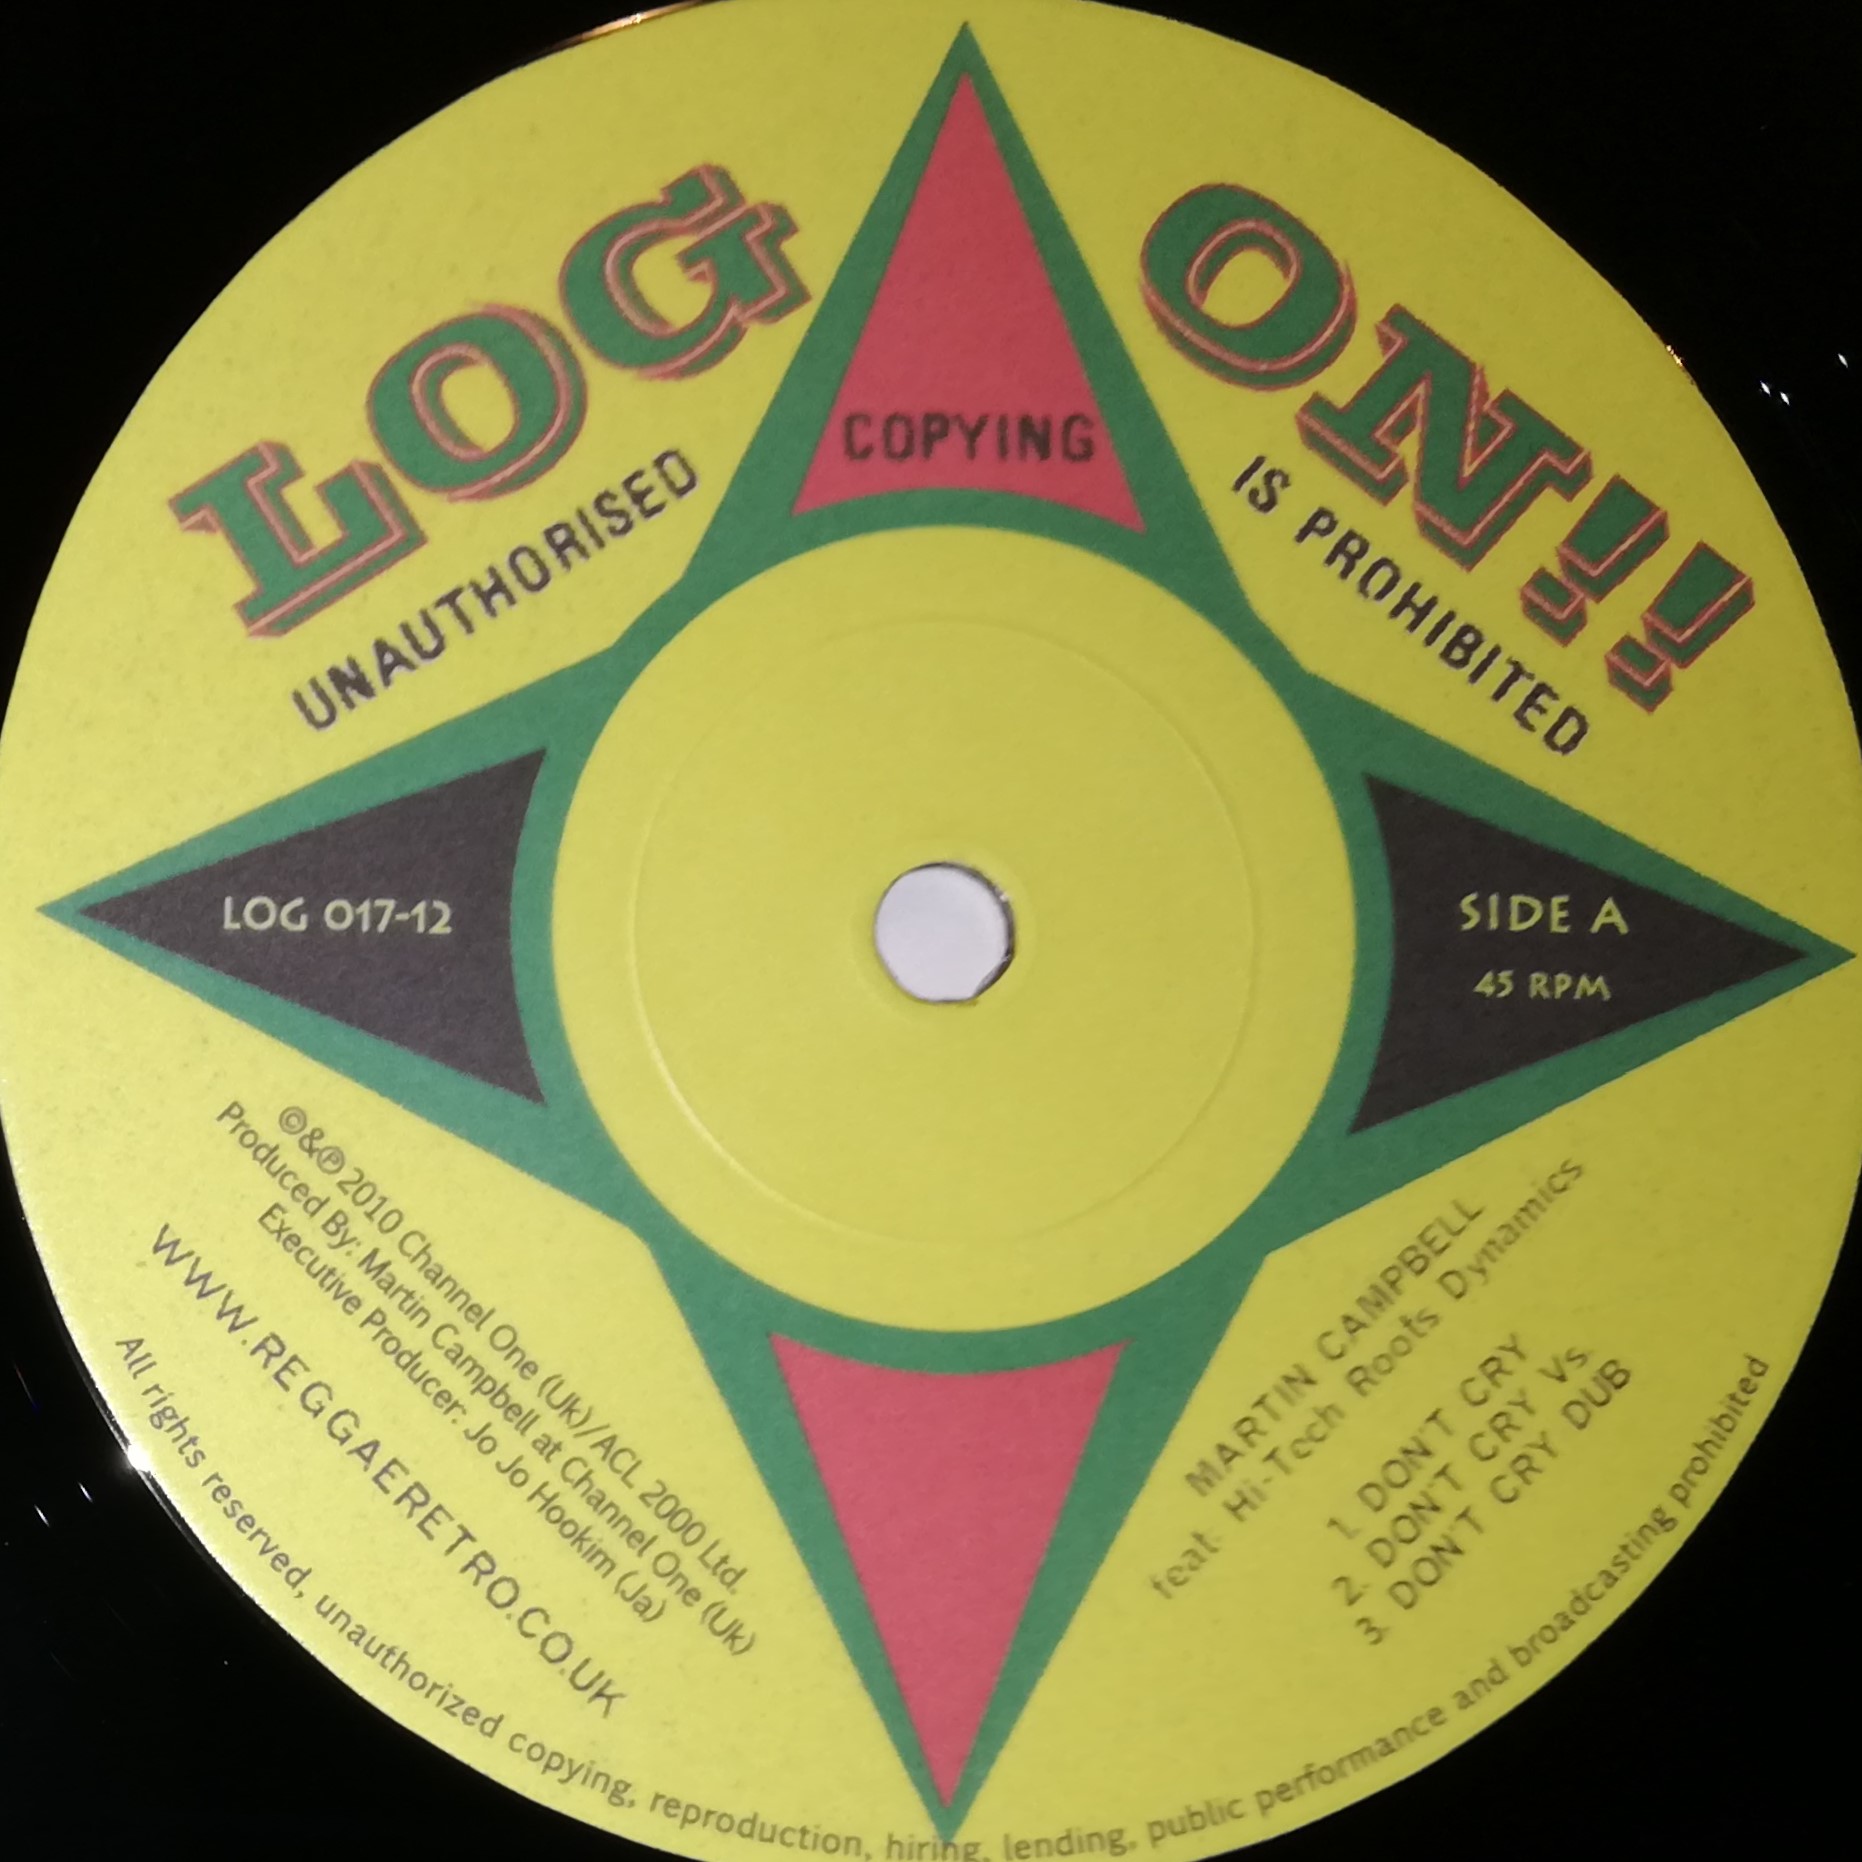 LOG ON!!
UNAUTHORISED COPYING IS PROHIBITED
LOG 017-12
SIDE A
45 RPM
©&℗ 2010 Channel One (Uk)/ACL 2000 Ltd.
Produced By: Martin Campbell at Channel One (Uk)
Executive Producer: Jo Jo Hookim (Ja)
WWW.REGGAERETRO.CO.UK
MARTIN CAMPBELL
feat. Hi-Tech Roots Dynamics
1. DON'T CRY
2. DON'T CRY Vs.
3. DON'T CRY DUB
All rights reserved, unauthorized copying, reproduction, hiring, lending, public performance and broadcasting prohibited